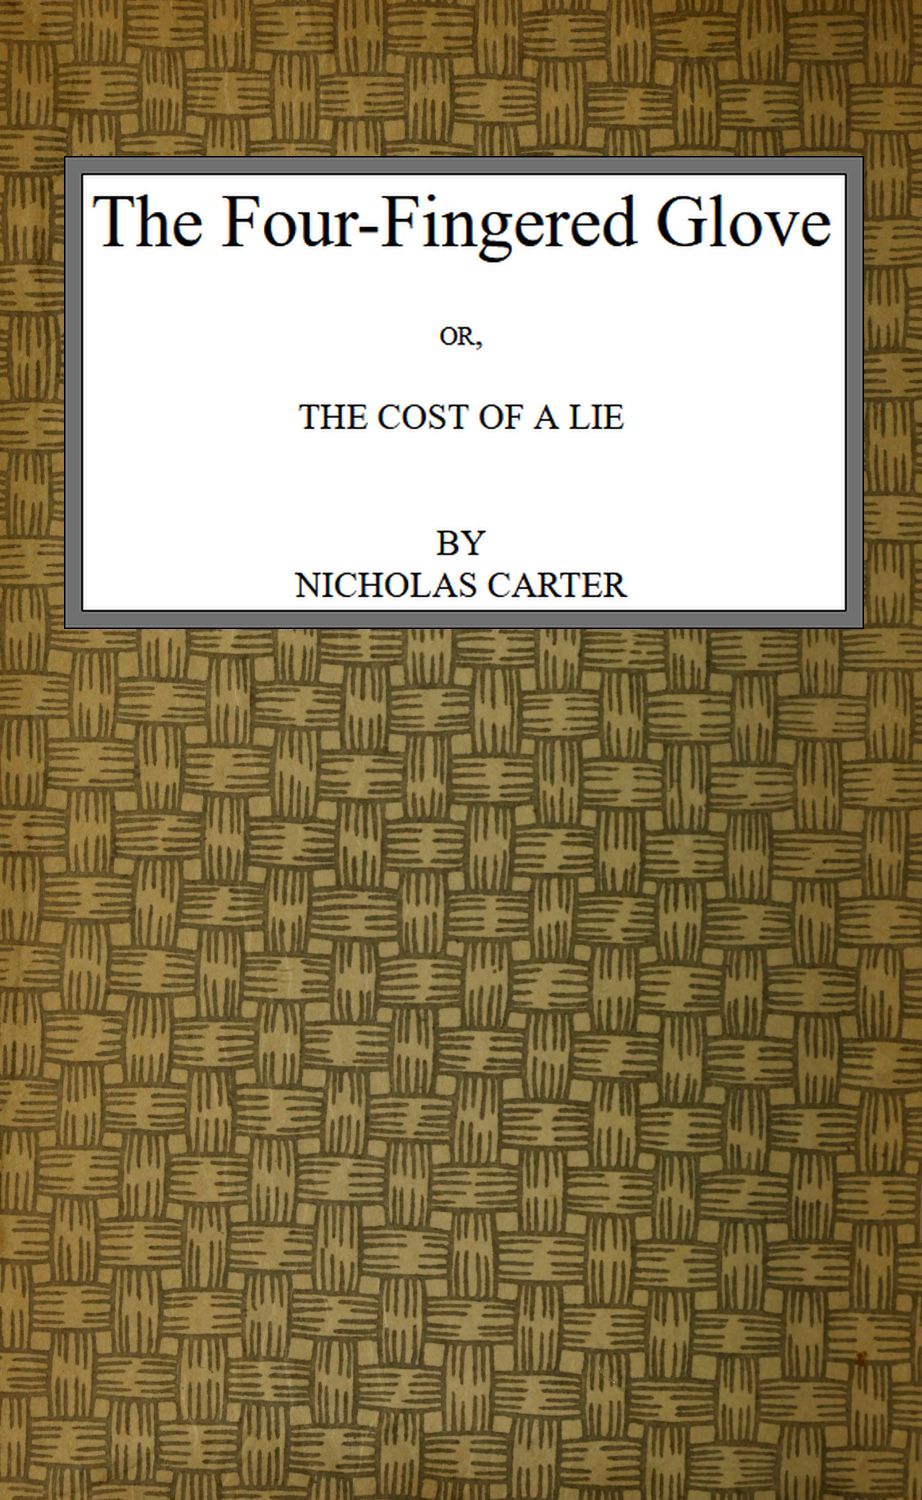 The Four-Fingered Glove
OR,
THE COST OF A LIE
BY
NICHOLAS CARTER